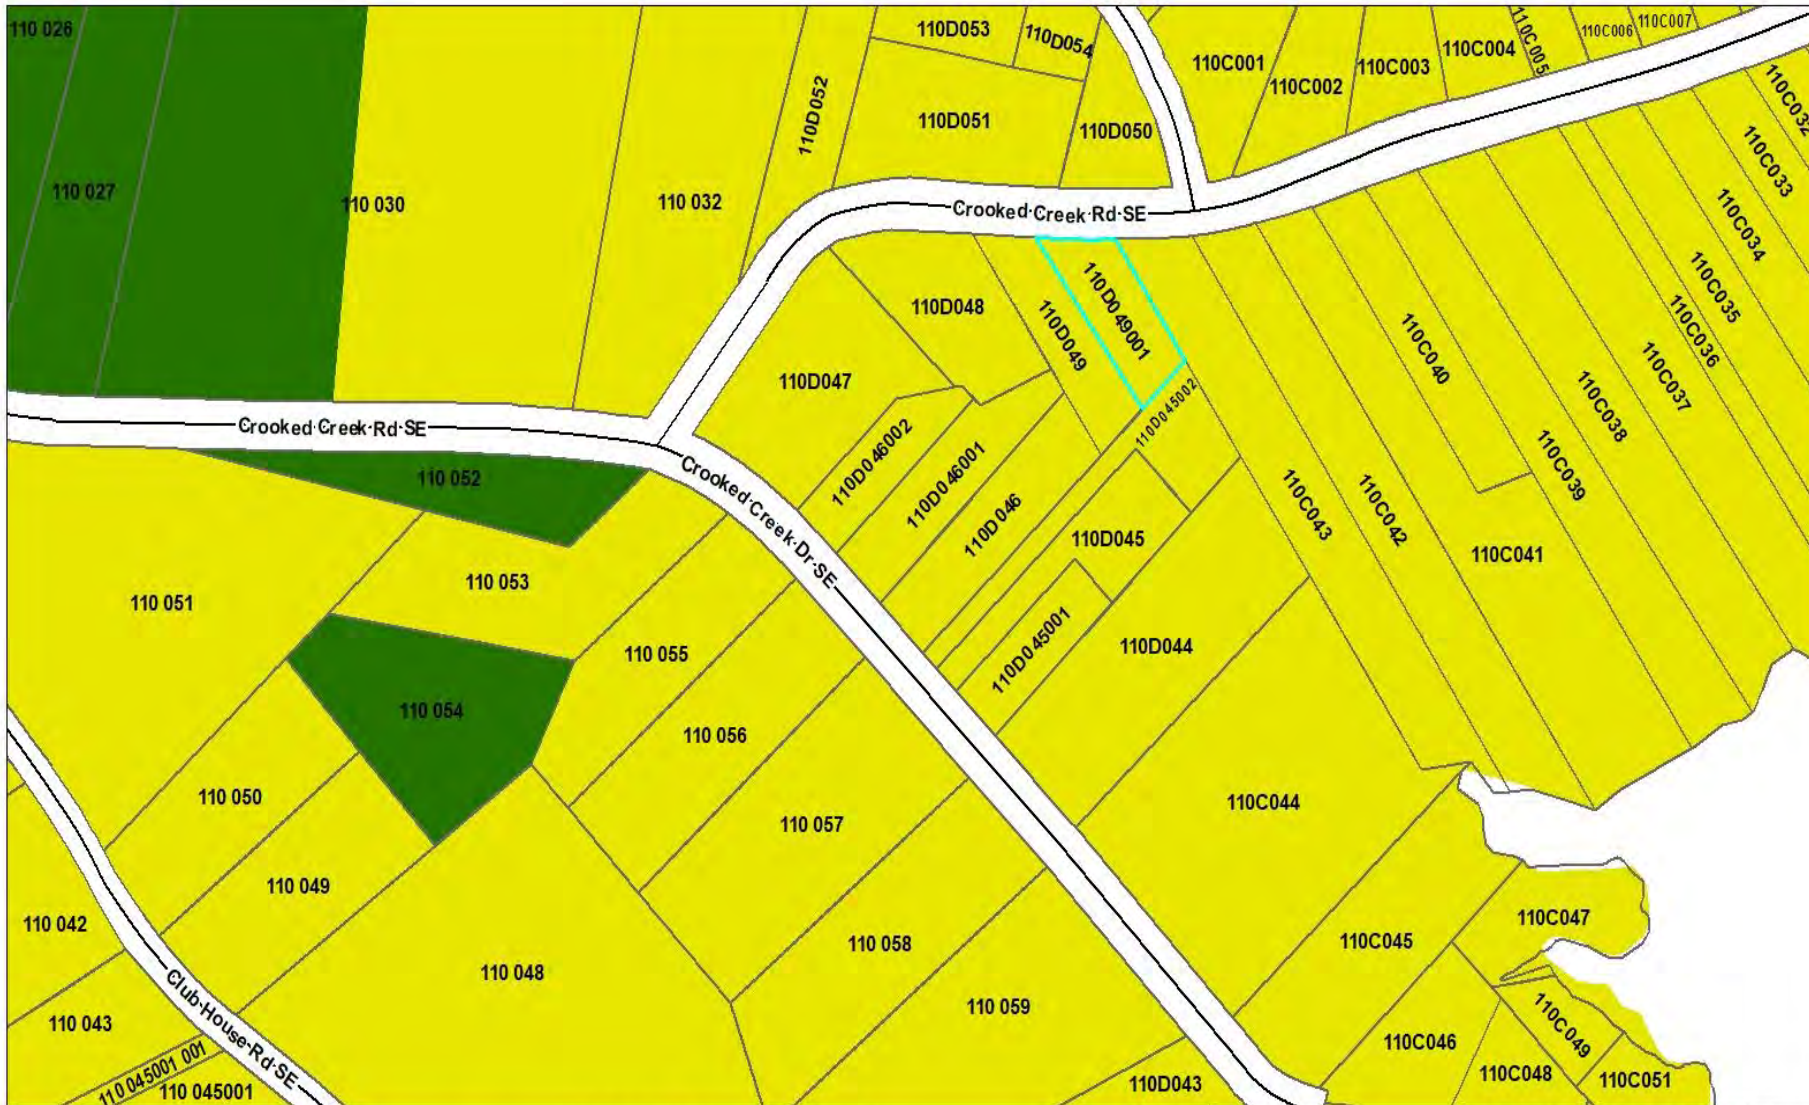 110 026
110D053
110D054
110C001
110C002
110C003
110C004
110C005
110C006
110C007
110C032
110C033
110C034
110C035
110C036
110C037
110D052
110D051
110D050
110 027
110 030
110 032
Crooked Creek Rd SE
110D049001
110D048
110D049
110D047
110D045002
110C040
110C038
110C039
Crooked Creek Rd SE
110 052
Crooked Creek Dr SE
110D046002
110D046001
110D046
110D045
110C043
110C042
110C041
110 051
110 053
110 055
110D045001
110D044
110 054
110 056
110 050
110 057
110C044
110 049
110 042
110 058
110C045
110C047
110 048
110 059
Club House Rd SE
110 043
110C046
110C049
110C048
110C051
110D043
110 045001 001
110 045001